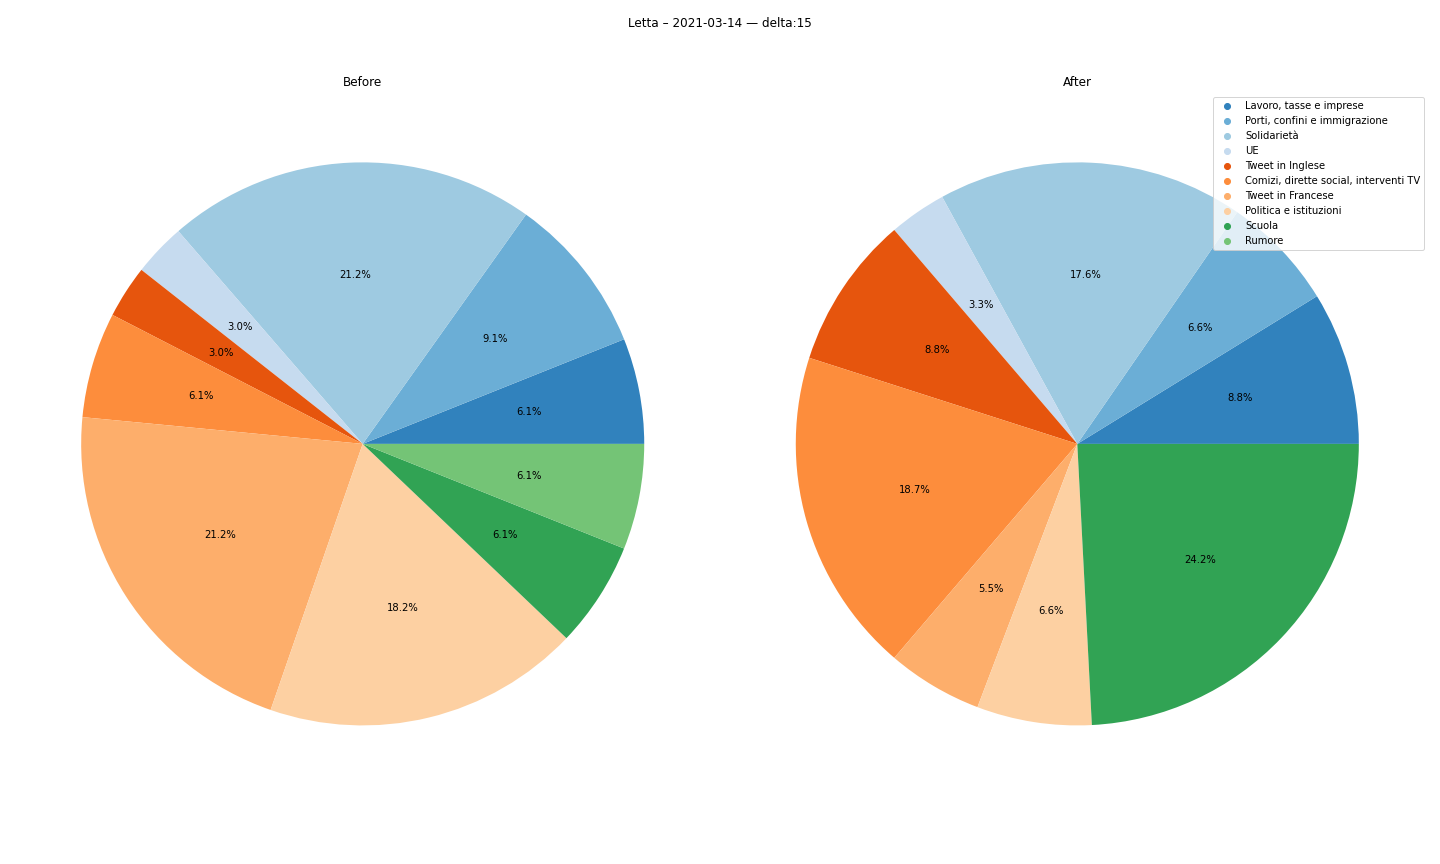 Letta – 2021-03-14 — delta:15
Before
21.2%
9.1%
3.0%
3.0%
6.1%
6.1%
6.1%
6.1%
21.2%
18.2%
After
Lavoro, tasse e imprese
Porti, confini e immigrazione
Solidarietà
UE
Tweet in Inglese
Comizi, dirette social, interventi TV
Tweet in Francese
Politica e istituzioni
Scuola
Rumore
17.6%
3.3%
6.6%
8.8%
8.8%
18.7%
24.2%
5.5%
6.6%